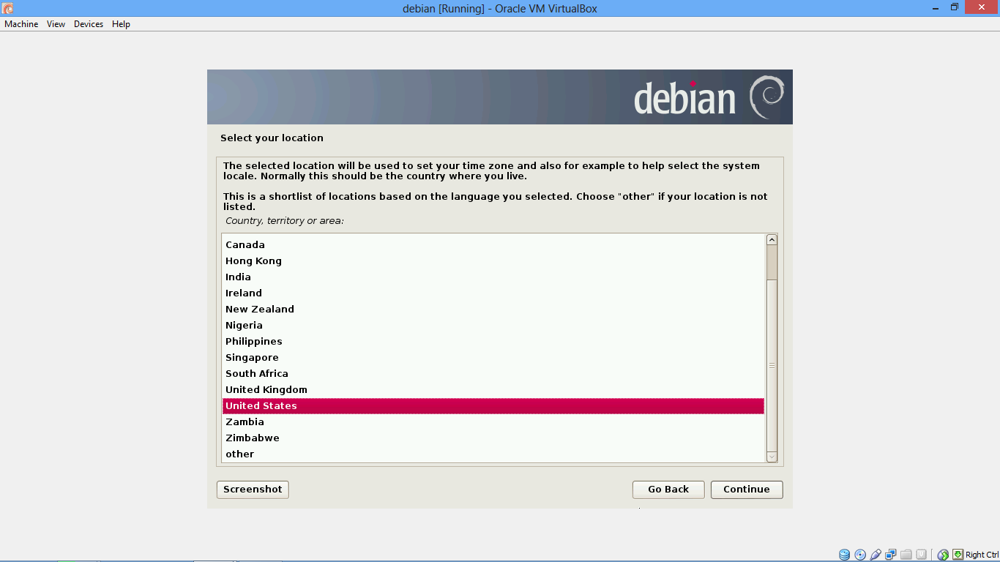 debian [Running] - Oracle VM VirtualBox
Machine View Devices Help
debian
Select your location
The selected location will be used to set your time zone and also for example to help select the system
locale. Normally this should be the country where you live.
This is a shortlist of locations based on the language you selected. Choose "other" if your location is not
listed.
Country, territory or area:
Canada
Hong Kong
India
Ireland
New Zealand
Nigeria
Philippines
Singapore
South Africa
United Kingdom
United States
Zambia
Zimbabwe
other
Screenshot Go Back Continue
Right Ctrl